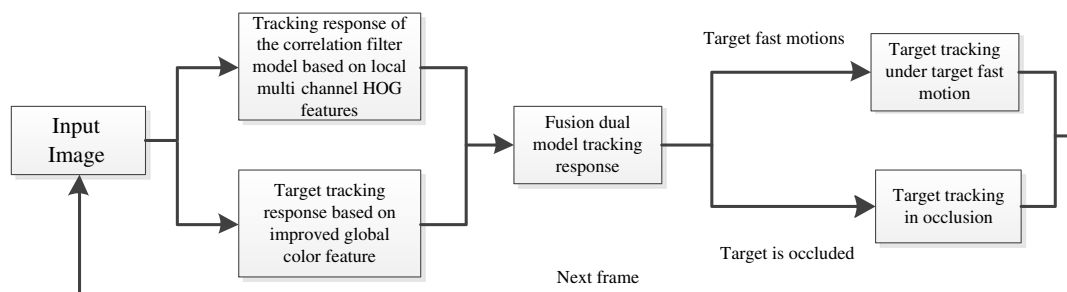 Input
Image
Tracking response of
the correlation filter
model based on local
multi channel HOG
features
Target tracking
response based on
improved global
color feature
Fusion dual
model tracking
response
Target fast motions
Target tracking
under target fast
motion
Target tracking
in occlusion
Target is occluded
Next frame